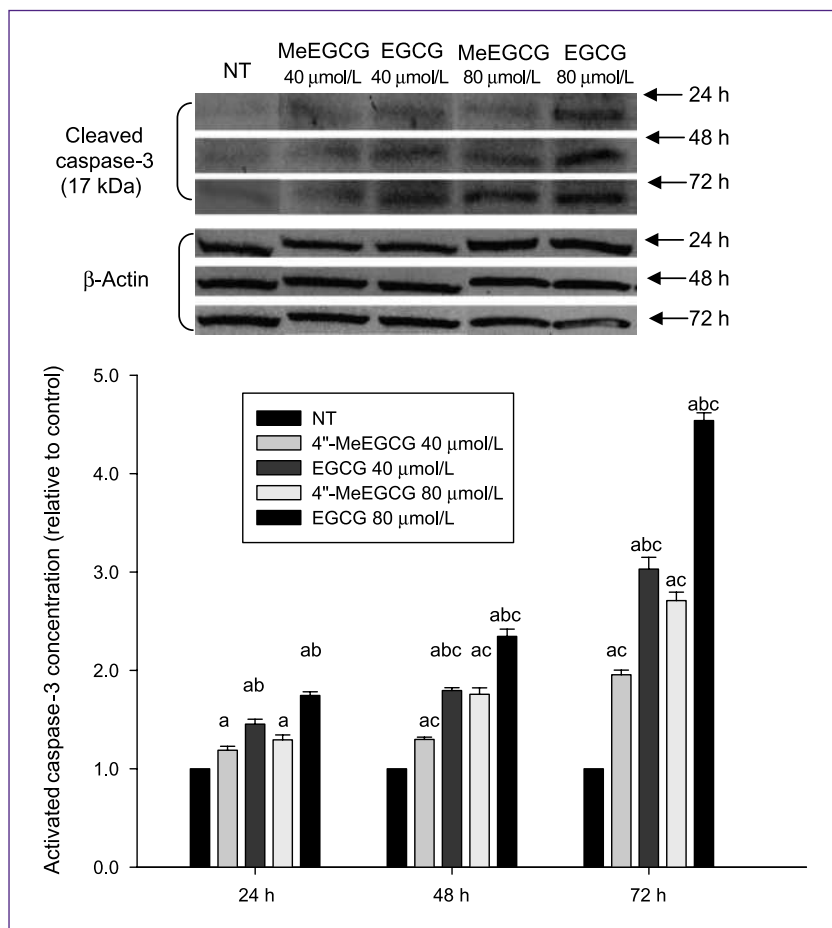 NT MeEGCG EGCG MeEGCG EGCG
40 μmol/L 40 μmol/L 80 μmol/L 80 μmol/L
24 h
Cleaved
caspase-3
(17 kDa)
48 h
72 h
β-Actin
24 h
48 h
72 h
Activated caspase-3 concentration (relative to control)
5.0
4.0
3.0
2.0
1.0
0.0
NT
4"-MeEGCG 40 μmol/L
EGCG 40 μmol/L
4"-MeEGCG 80 μmol/L
EGCG 80 μmol/L
a ab a ab
ac abc ac abc
ac abc ac abc
24 h 48 h 72 h